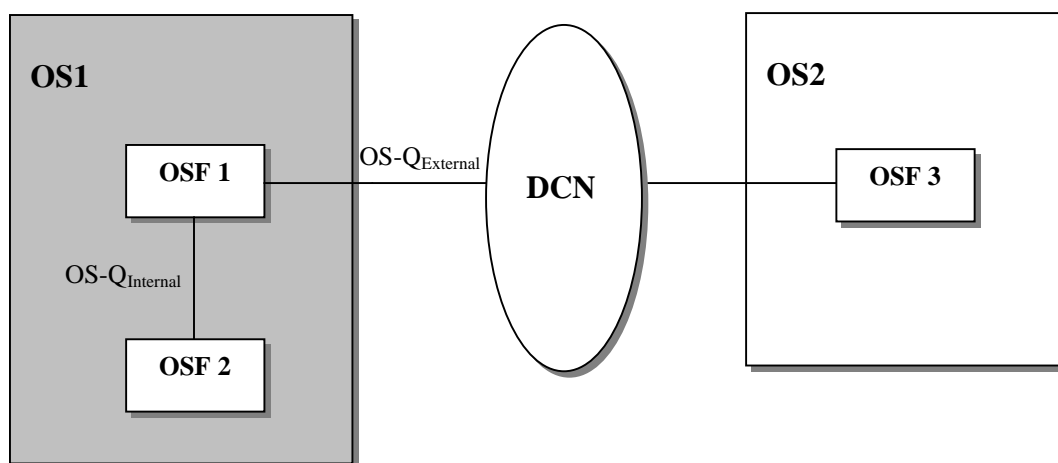 OS1
OS2
OSF 1
OS-QExternal
DCN
OSF 3
OS-QInternal
OSF 2